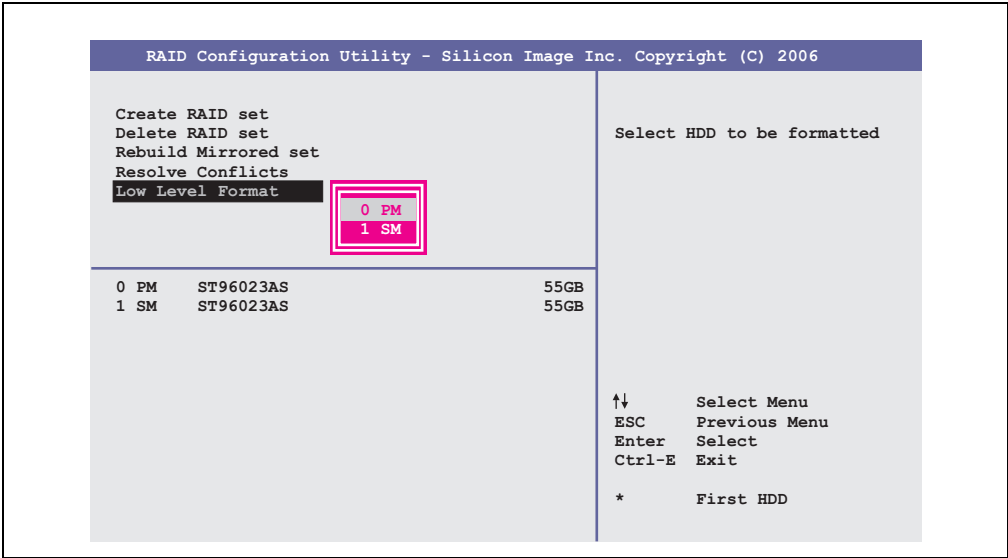 RAID Configuration Utility - Silicon Image Inc. Copyright (C) 2006
Create RAID set
Delete RAID set
Rebuild Mirrored set
Resolve Conflicts
Low Level Format
0 PM
1 SM
Select HDD to be formatted
0 PM ST96023AS 55GB
1 SM ST96023AS 55GB
↑↓ Select Menu
ESC Previous Menu
Enter Select
Ctrl-E Exit
* First HDD